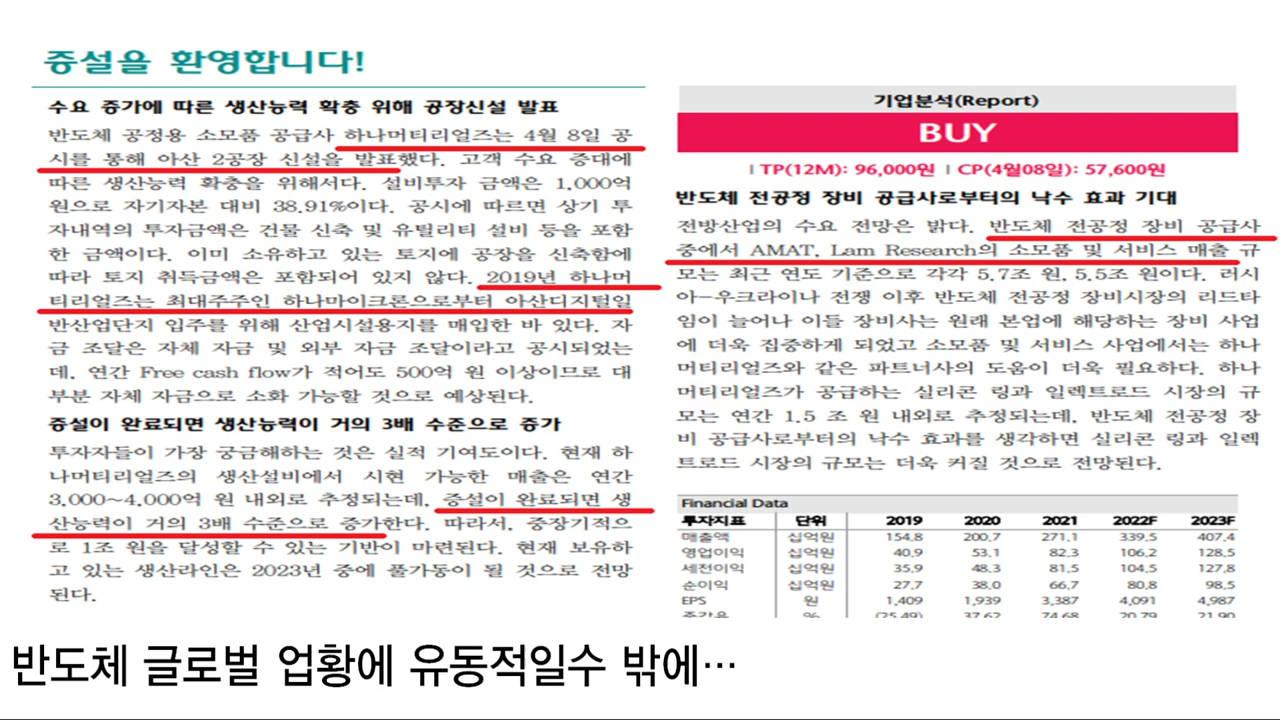 증설을 환영합니다!
수요 증가에 따른 생산능력 확충 위해 공장신설 발표
반도체 공정용 소모품 공급사 하나머티리얼즈는 4월 8일 공
시를 통해 아산 2공장 신설을 발표했다. 고객 수요 증대에
따른 생산능력 확충을 위해서다. 설비투자 금액은 1,000억
원으로 자기자본 대비 38.91%이다. 공시에 따르면 상기 투
자내역의 투자금액은 건물 신축 및 유틸리티 설비 등을 포함
한 금액이다. 이미 소유하고 있는 토지에 공장을 신축함에
따라 토지 취득금액은 포함되어 있지 않다. 2019년 하나머
티리얼즈는 최대주주인 하나마이크론으로부터 아산디지털일
반산업단지 입주를 위해 산업시설용지를 매입한 바 있다. 자
금 조달은 자체 자금 및 외부 자금 조달이라고 공시되었는
데, 연간 Free cash flow가 적어도 500억 원 이상이므로 대
부분 자체 자금으로 소화 가능할 것으로 예상된다.
증설이 완료되면 생산능력이 거의 3배 수준으로 증가
투자자들이 가장 궁금해하는 것은 실적 기여도이다. 현재 하
나머티리얼즈의 생산설비에서 시현 가능한 매출은 연간
3,000~4,000억 원 내외로 추정되는데, 증설이 완료되면 생
산능력이 거의 3배 수준으로 증가한다. 따라서, 중장기적으
로 1조 원을 달성할 수 있는 기반이 마련된다. 현재 보유하
고 있는 생산라인은 2023년 중에 풀가동이 될 것으로 전망
된다.
기업분석(Report)
BUY
| TP(12M): 96,000원 | CP(4월08일): 57,600원
반도체 전공정 장비 공급사로부터의 낙수 효과 기대
전방산업의 수요 전망은 밝다. 반도체 전공정 장비 공급사
중에서 AMAT, Lam Research의 소모품 및 서비스 매출 규
모는 최근 연도 기준으로 각각 5.7조 원, 5.5조 원이다. 러시
아-우크라이나 전쟁 이후 반도체 전공정 장비시장의 리드타
임이 늘어나 이들 장비사는 원래 본업에 해당하는 장비 사업
에 더욱 집중하게 되었고 소모품 및 서비스 사업에서는 하나
머티리얼즈와 같은 파트너사의 도움이 더욱 필요하다. 하나
머티리얼즈가 공급하는 실리콘 링과 일렉트로드 시장의 규
모는 연간 1.5 조 원 내외로 추정되는데, 반도체 전공정 장
비 공급사로부터의 낙수 효과를 생각하면 실리콘 링과 일렉
트로드 시장의 규모는 더욱 커질 것으로 전망된다.
Financial Data
투자지표 단위 2019 2020 2021 2022F 2023F
매출액 십억원 154.8 200.7 271.1 339.5 407.4
영업이익 십억원 40.9 53.1 82.3 106.2 128.5
세전이익 십억원 35.9 48.3 81.5 104.5 127.8
순이익 십억원 27.7 38.0 66.7 80.8 98.5
EPS 원 1,409 1,939 3,387 4,091 4,987
증감율 % (25.49) 37.62 74.68 20.79 21.90
반도체 글로벌 업황에 유동적일수 밖에…